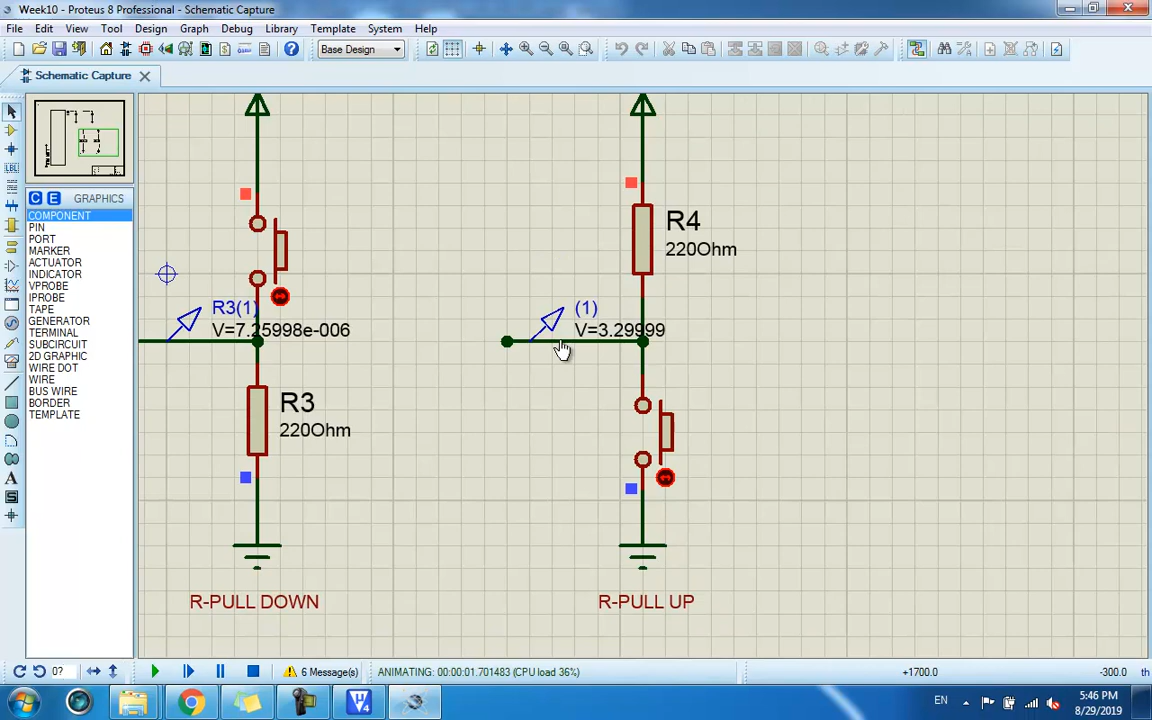 Week10 - Proteus 8 Professional - Schematic Capture
File Edit View Tool Design Graph Debug Library Template System Help
Base Design
Schematic Capture
C E GRAPHICS
COMPONENT
PIN
PORT
MARKER
ACTUATOR
INDICATOR
VPROBE
IPROBE
TAPE
GENERATOR
TERMINAL
SUBCIRCUIT
2D GRAPHIC
WIRE DOT
WIRE
BUS WIRE
BORDER
TEMPLATE
R4
220Ohm
R3(1)
V=7.25998e-006
(1)
V=3.29999
R3
220Ohm
R-PULL DOWN
R-PULL UP
0?
6 Message(s)
ANIMATING: 00:00:01.701483 (CPU load 36%)
+1700.0
-300.0
th
EN
5:46 PM
8/29/2019